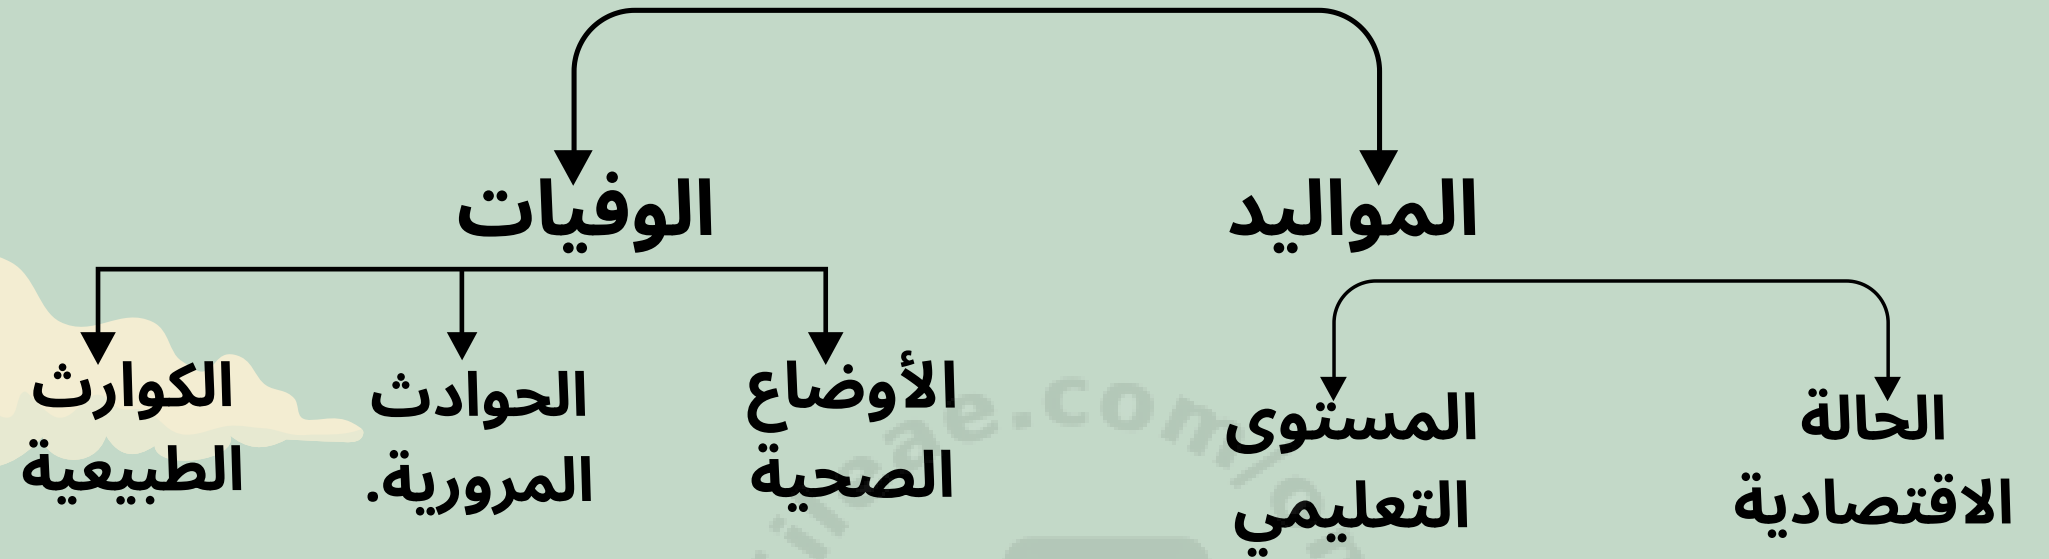 المواليد
الوفيات
الحالة
الاقتصادية
المستوى
التعليمي
الأوضاع
الصحية
الحوادث
المرورية.
الكوارث
الطبيعية